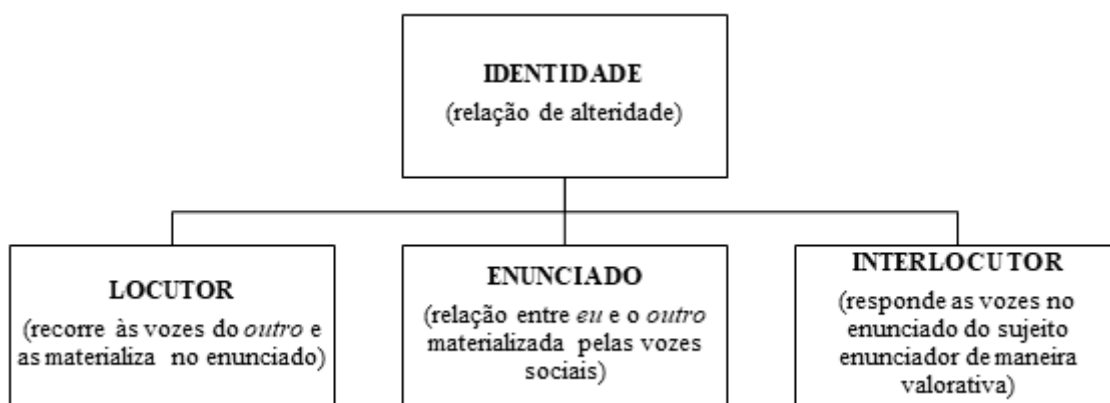 IDENTIDADE
(relação de alteridade)
LOCUTOR
(recorre às vozes do outro e
as materializa no enunciado)
ENUNCIADO
(relação entre eu e o outro
materializada pelas vozes
sociais)
INTERLOCUTOR
(responde as vozes no
enunciado do sujeito
enunciador de maneira
valorativa)